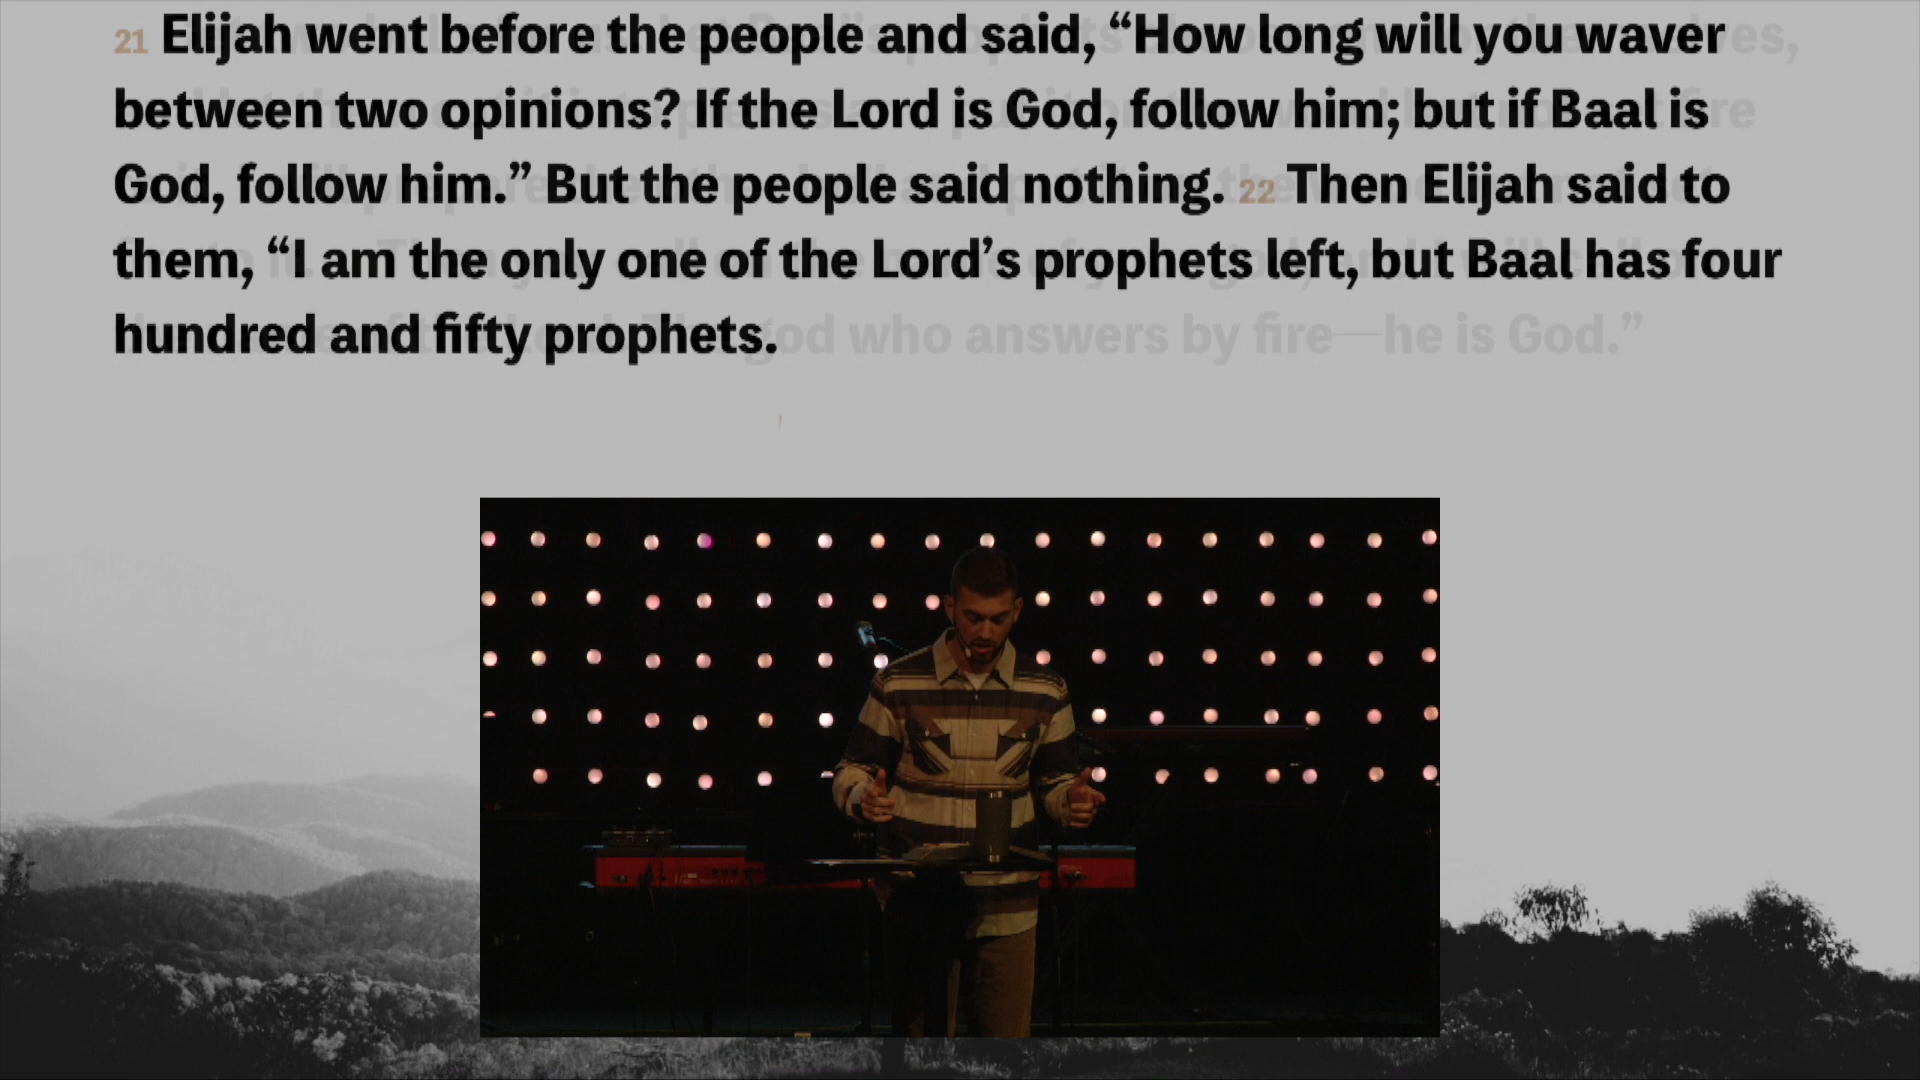 21 Elijah went before the people and said, “How long will you waver
between two opinions? If the Lord is God, follow him; but if Baal is
God, follow him.” But the people said nothing. 22 Then Elijah said to
them, “I am the only one of the Lord’s prophets left, but Baal has four
hundred and fifty prophets.
god who answers by fire—he is God.”